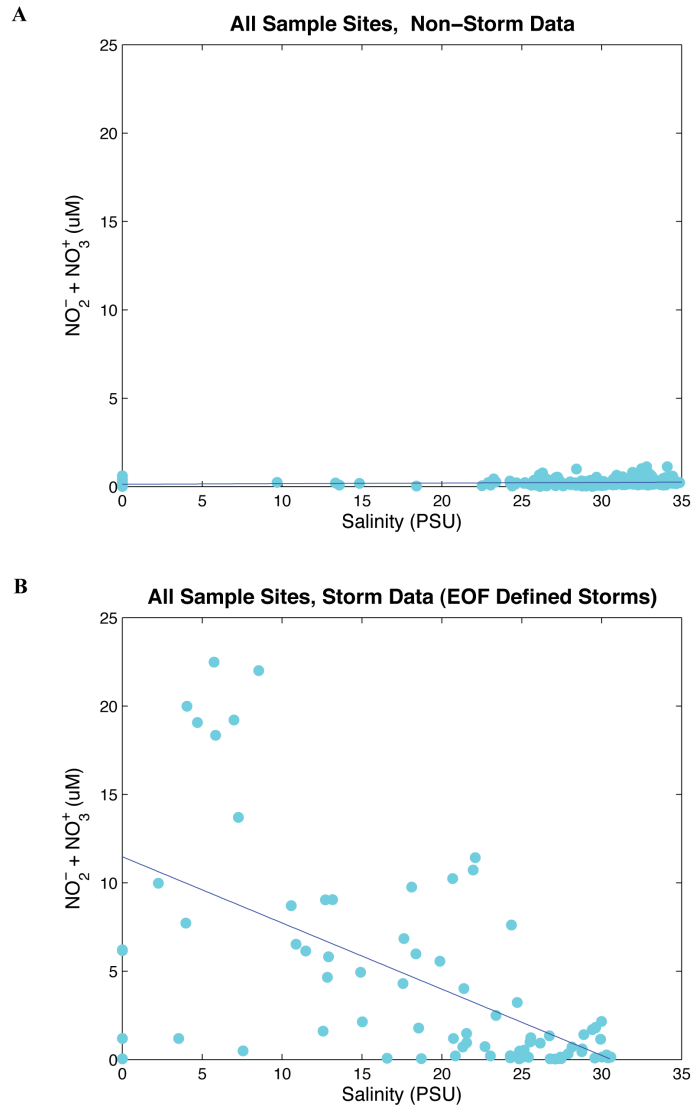 A
All Sample Sites, Non–Storm Data
25
20
15
10
5
0
NO₂⁻ + NO₃⁺ (uM)
0 5 10 15 20 25 30 35
Salinity (PSU)
B
All Sample Sites, Storm Data (EOF Defined Storms)
25
20
15
10
5
0
NO₂⁻ + NO₃⁺ (uM)
0 5 10 15 20 25 30 35
Salinity (PSU)